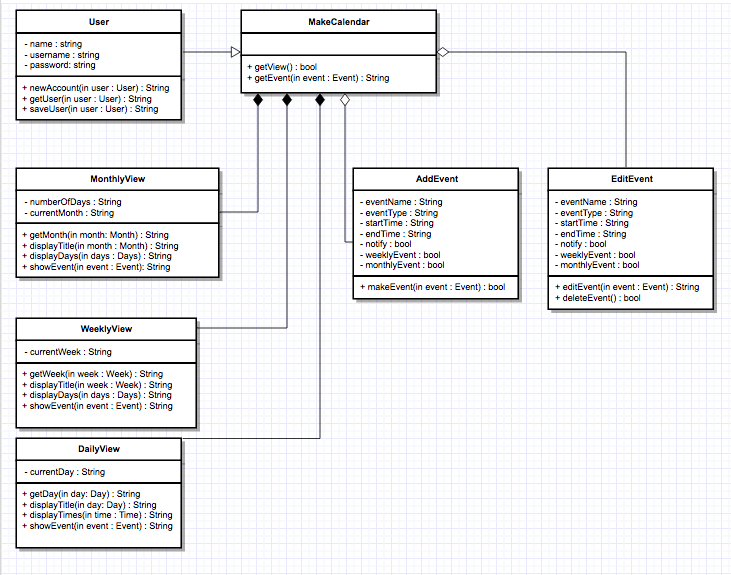 User
- name : string
- username : string
- password: string
+ newAccount(in user : User) : String
+ getUser(in user : User) : String
+ saveUser(in user : User) : String
MakeCalendar
+ getView() : bool
+ getEvent(in event : Event) : String
MonthlyView
- numberOfDays : String
- currentMonth : String
+ getMonth(in month: Month) : String
+ displayTitle(in month : Month) : String
+ displayDays(in days : Days) : String
+ showEvent(in event : Event): String
AddEvent
- eventName : String
- eventType : String
- startTime : String
- endTime : String
- notify : bool
- weeklyEvent : bool
- monthlyEvent : bool
+ makeEvent(in event : Event) : bool
EditEvent
- eventName : String
- eventType : String
- startTime : String
- endTime : String
- notify : bool
- weeklyEvent : bool
- monthlyEvent : bool
+ editEvent(in event : Event) : String
+ deleteEvent() : bool
WeeklyView
- currentWeek : String
+ getWeek(in week : Week) : String
+ displayTitle(in week : Week) : String
+ displayDays(in days : Days) : String
+ showEvent(in event : Event) : String
DailyView
- currentDay : String
+ getDay(in day: Day) : String
+ displayTitle(in day: Day) : String
+ displayTimes(in time : Time) : String
+ showEvent(in event : Event) : String